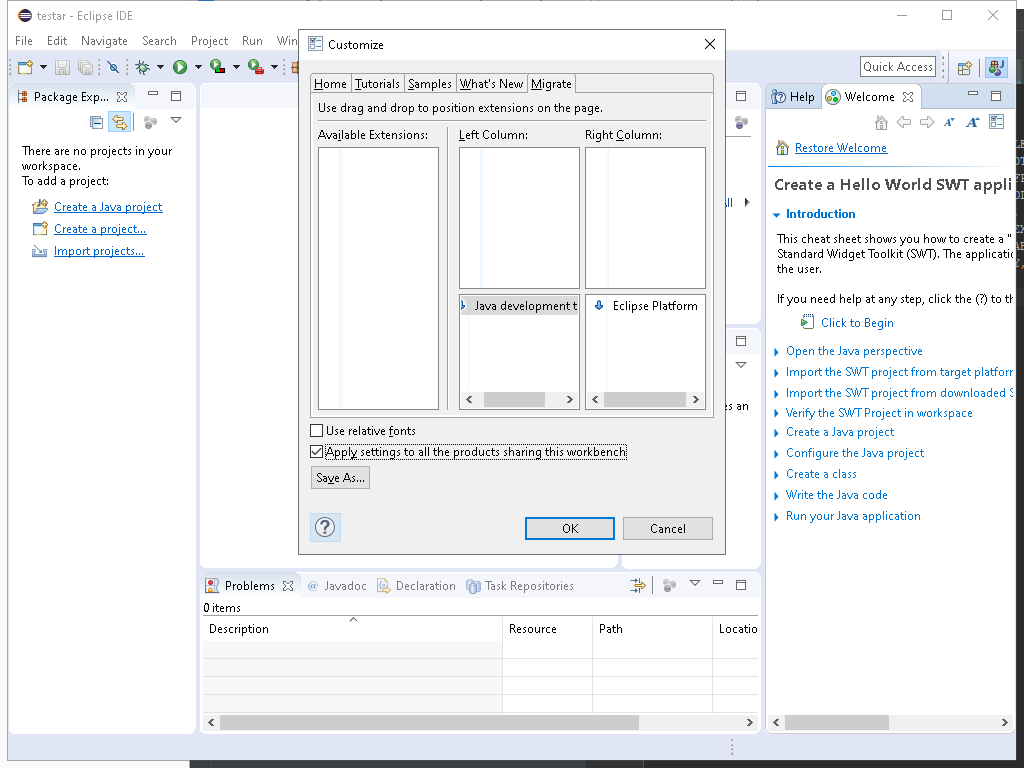 testar - Eclipse IDE
File Edit Navigate Search Project Run Win
Quick Access
Package Exp...
There are no projects in your
workspace.
To add a project:
Create a Java project
Create a project...
Import projects...
Customize
Home Tutorials Samples What's New Migrate
Use drag and drop to position extensions on the page.
Available Extensions: Left Column: Right Column:
Java development t
Eclipse Platform
Use relative fonts
Apply settings to all the products sharing this workbench
Save As...
OK Cancel
es an
Help Welcome
Restore Welcome
Create a Hello World SWT appli
Introduction
This cheat sheet shows you how to create a "
Standard Widget Toolkit (SWT). The applicatio
the user.
If you need help at any step, click the (?) to th
Click to Begin
Open the Java perspective
Import the SWT project from target platform
Import the SWT project from downloaded S
Verify the SWT Project in workspace
Create a Java project
Configure the Java project
Create a class
Write the Java code
Run your Java application
Problems Javadoc Declaration Task Repositories
0 items
Description Resource Path Locatio